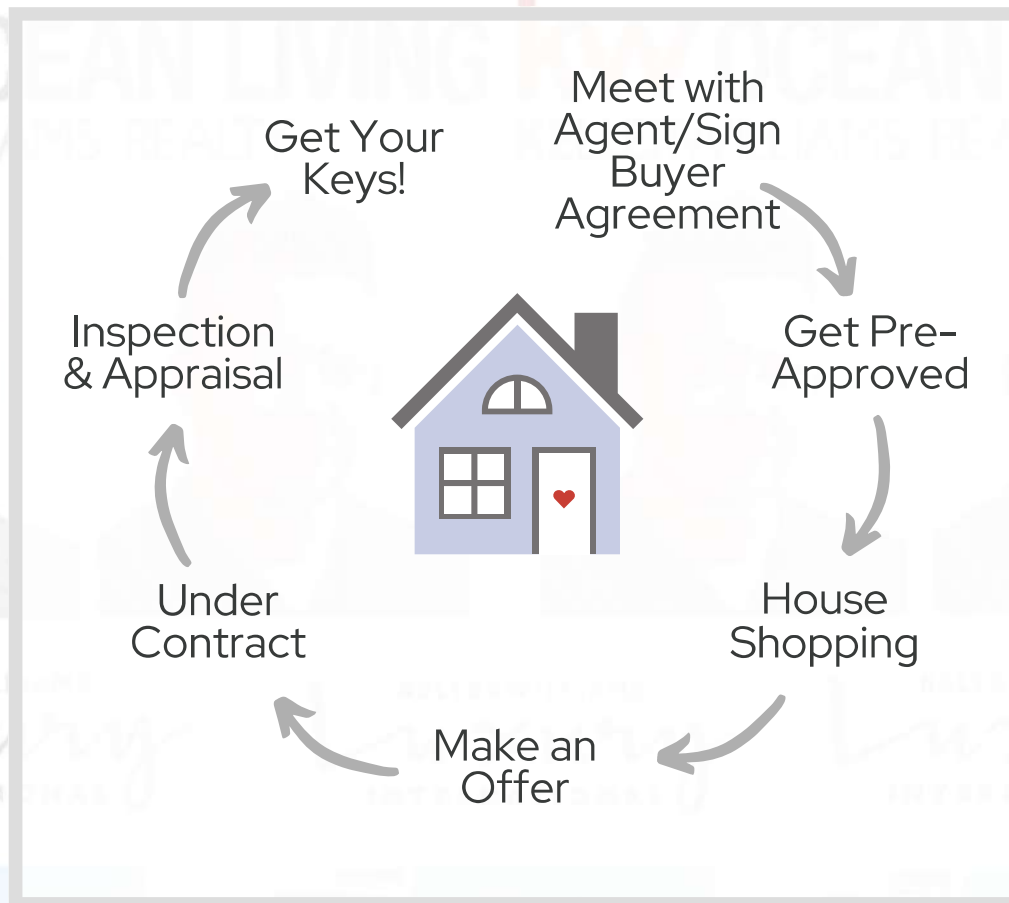 Meet with
Agent/Sign
Buyer
Agreement
Get Pre-
Approved
House
Shopping
Make an
Offer
Under
Contract
Inspection
& Appraisal
Get Your
Keys!